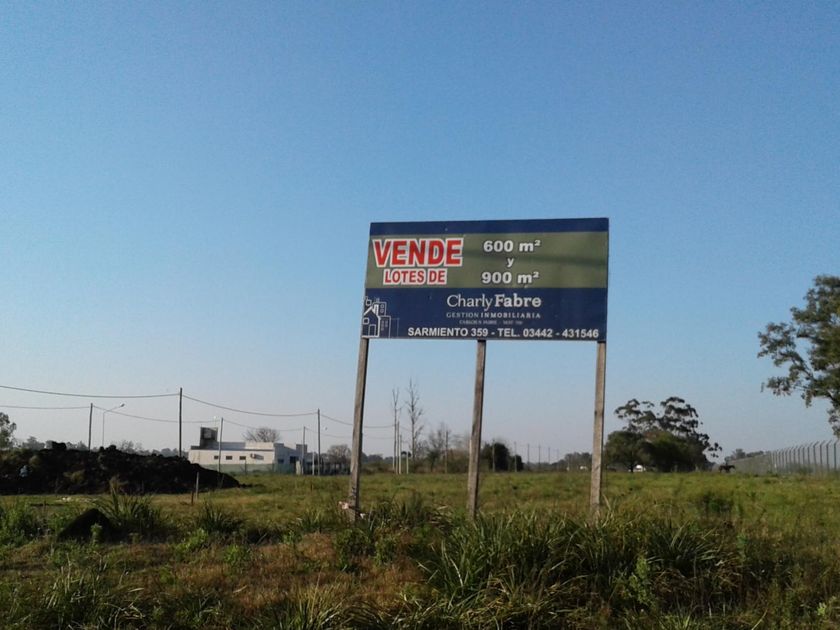 VENDE
LOTES DE
600 m²
y
900 m²
Charly Fabre
GESTION INMOBILIARIA
SARMIENTO 359 - TEL. 03442 - 431546